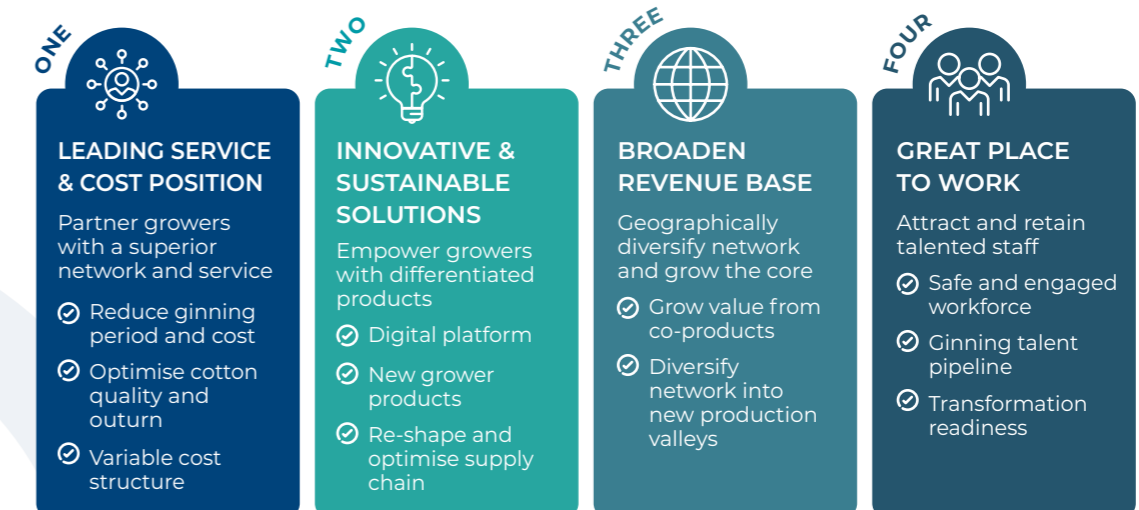 ONE
LEADING SERVICE
& COST POSITION
Partner growers
with a superior
network and service
Reduce ginning
period and cost
Optimise cotton
quality and
outurn
Variable cost
structure
TWO
INNOVATIVE &
SUSTAINABLE
SOLUTIONS
Empower growers
with differentiated
products
Digital platform
New grower
products
Re-shape and
optimise supply
chain
THREE
BROADEN
REVENUE BASE
Geographically
diversify network
and grow the core
Grow value from
co-products
Diversify
network into
new production
valleys
FOUR
GREAT PLACE
TO WORK
Attract and retain
talented staff
Safe and engaged
workforce
Ginning talent
pipeline
Transformation
readiness